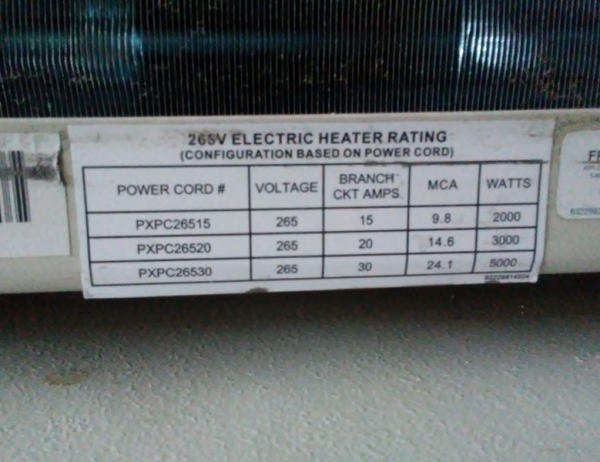 265V ELECTRIC HEATER RATING
(CONFIGURATION BASED ON POWER CORD)
POWER CORD # VOLTAGE BRANCH CKT AMPS MCA WATTS
PXPC26515 265 15 9.8 2000
PXPC26520 265 20 14.6 3000
PXPC26530 265 30 24.1 5000